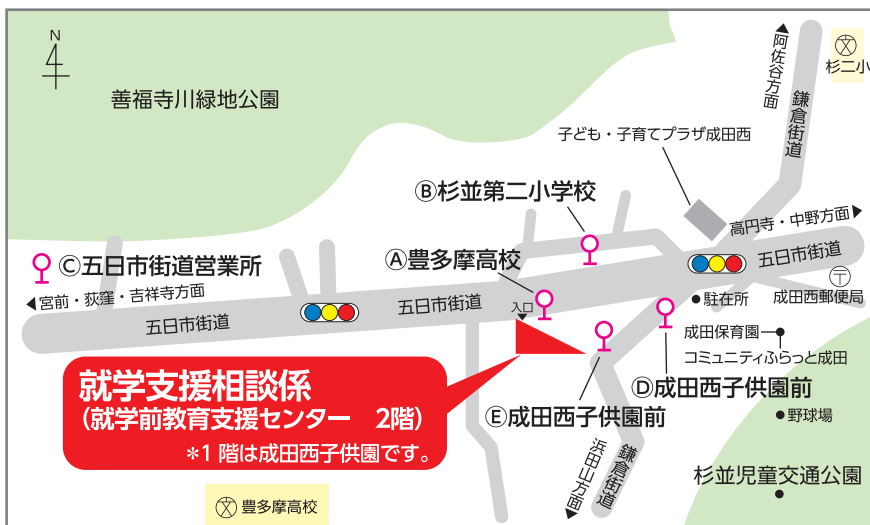 N
善福寺川緑地公園
阿佐谷方面
鎌倉街道
文
杉二小
子ども・子育てプラザ成田西
Ⓑ杉並第二小学校
高円寺・中野方面
五日市街道
Ⓒ五日市街道営業所
Ⓐ豊多摩高校
宮前・荻窪・吉祥寺方面
五日市街道
五日市街道
入口
駐在所
〒
成田西郵便局
成田保育園
コミュニティふらっと成田
就学支援相談係
(就学前教育支援センター 2階)
*1階は成田西子供園です。
Ⓓ成田西子供園前
Ⓔ成田西子供園前
野球場
浜田山方面
鎌倉街道
杉並児童交通公園
文 豊多摩高校